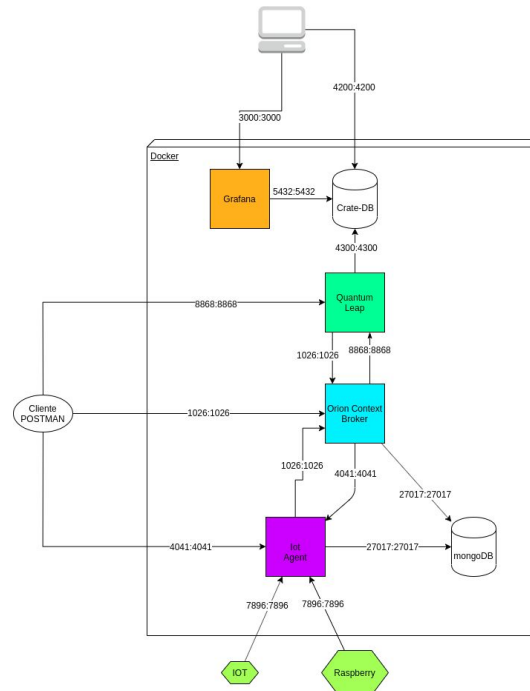 4200:4200
3000:3000
Docker
Grafana
5432:5432
Crate-DB
4300:4300
Quantum
Leap
8868:8868
1026:1026
8868:8868
Cliente
POSTMAN
1026:1026
Orion Context
Broker
1026:1026
4041:4041
27017:27017
4041:4041
Iot
Agent
27017:27017
mongoDB
7896:7896
7896:7896
IOT
Raspberry